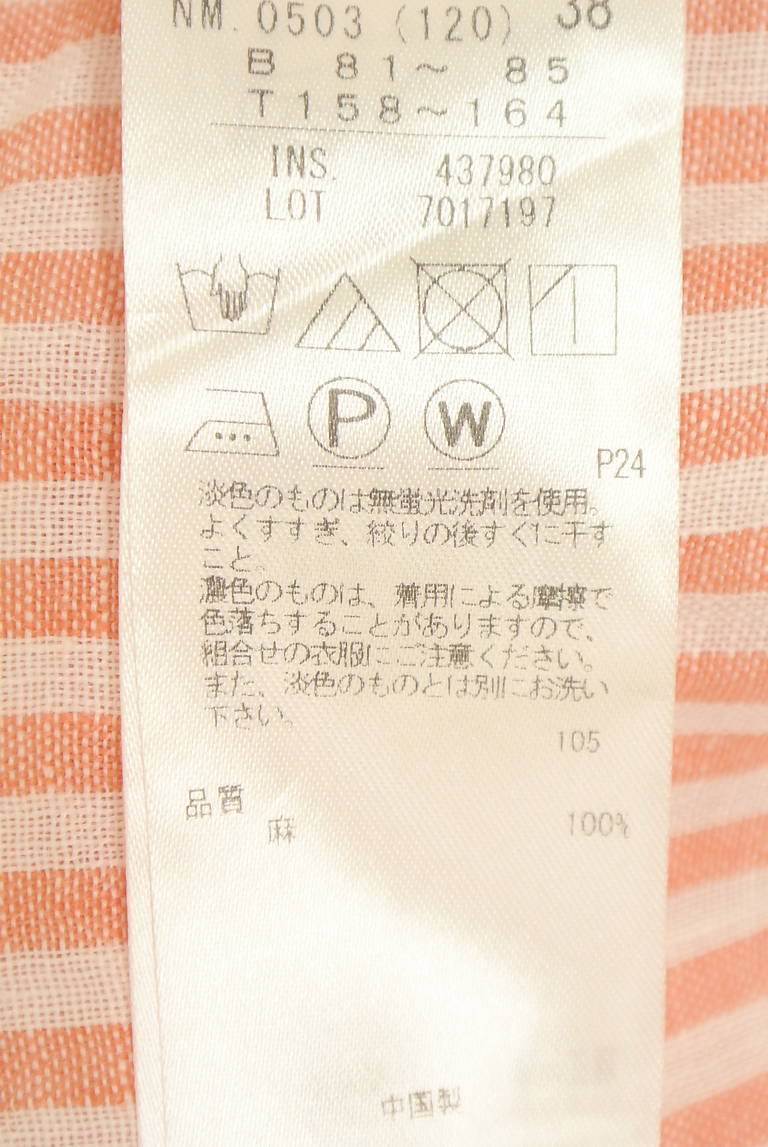 NM. 0503 (120) 38
B 81～ 85
T158～164
INS. 437980
LOT 7017197
P W
P24
淡色のものは無蛍光洗剤を使用。
よくすすぎ、絞りの後すぐに干す
こと。
濃色のものは、着用による摩擦で
色落ちすることがありますので、
組合せの衣服にご注意ください。
また、淡色のものとは別にお洗い
下さい。
105
品質
麻 100%
中国製